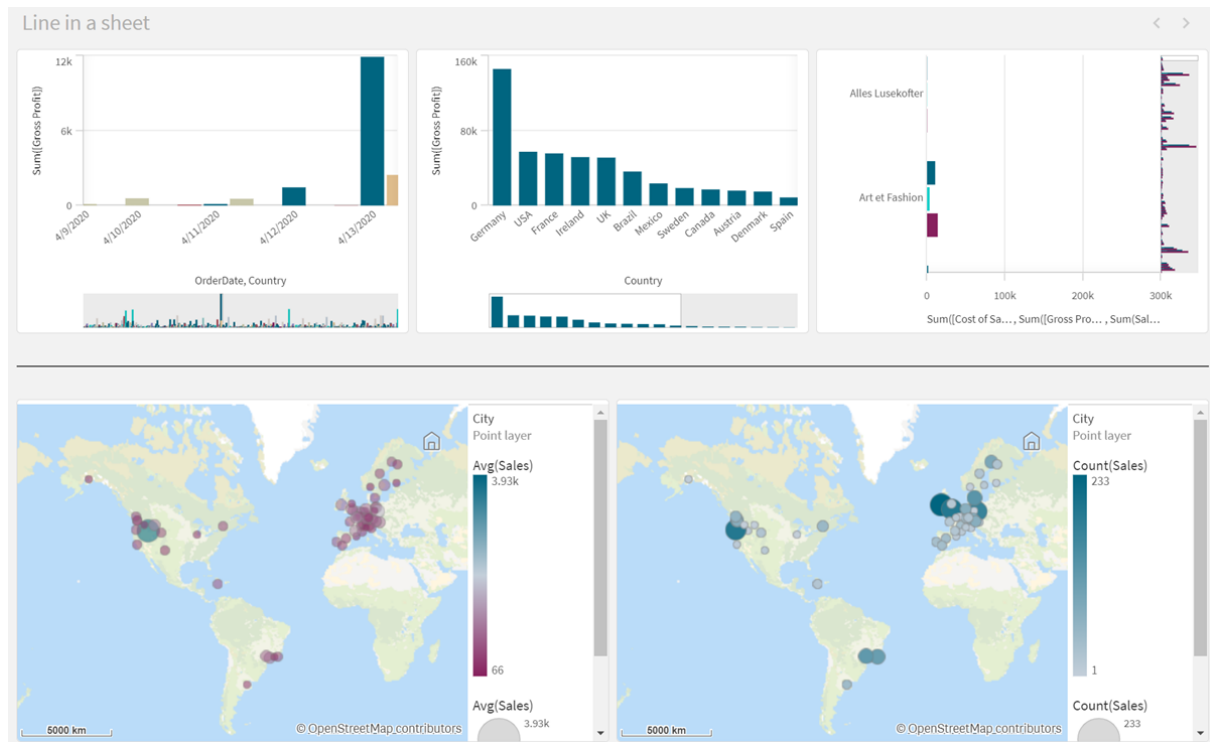 Line in a sheet
12k
6k
0
Sum([Gross Profit])
4/9/2020
4/10/2020
4/11/2020
4/12/2020
4/13/2020
OrderDate, Country
160k
80k
0
Sum([Gross Profit])
Germany
USA
France
Ireland
UK
Brazil
Mexico
Sweden
Canada
Austria
Denmark
Spain
Country
Alles Lusekofter
Art et Fashion
0
100k
200k
300k
Sum([Cost of Sa..., Sum([Gross Pro... , Sum(Sal...
5000 km
© OpenStreetMap contributors
City
Point layer
Avg(Sales)
3.93k
66
Avg(Sales)
3.93k
5000 km
© OpenStreetMap contributors
City
Point layer
Count(Sales)
233
1
Count(Sales)
233